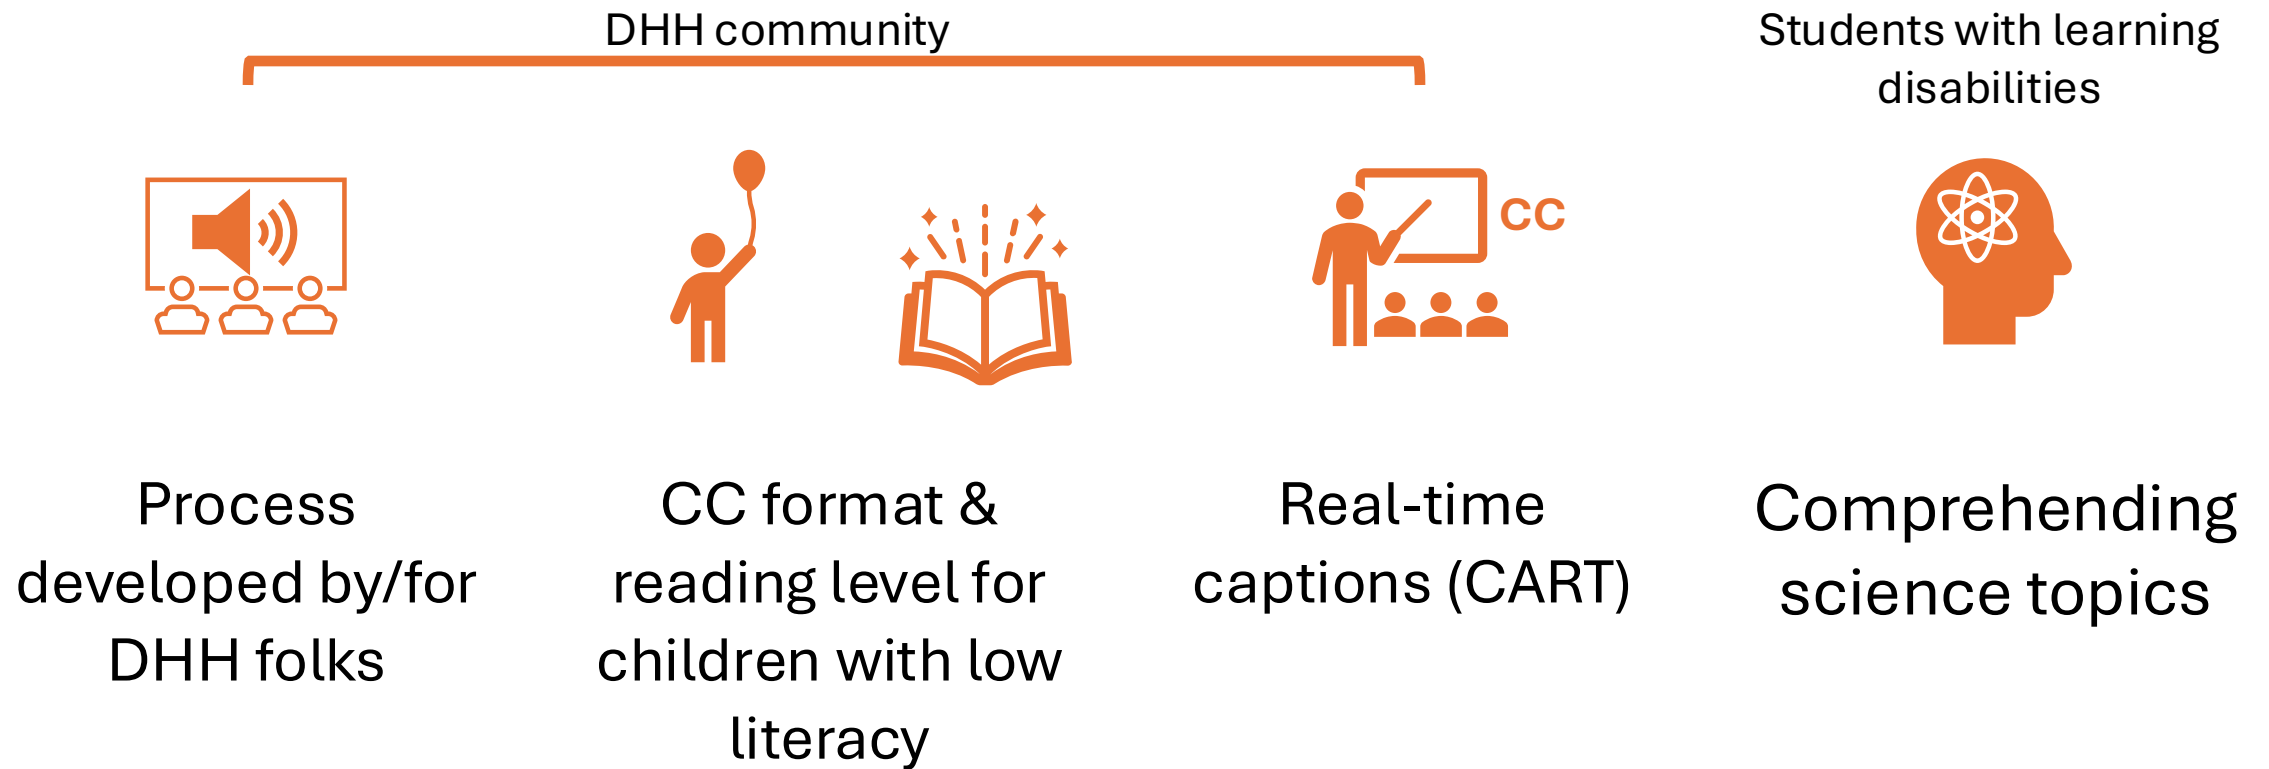 DHH community
Students with learning
disabilities
CC
Process
developed by/for
DHH folks
CC format &
reading level for
children with low
literacy
Real-time
captions (CART)
Comprehending
science topics